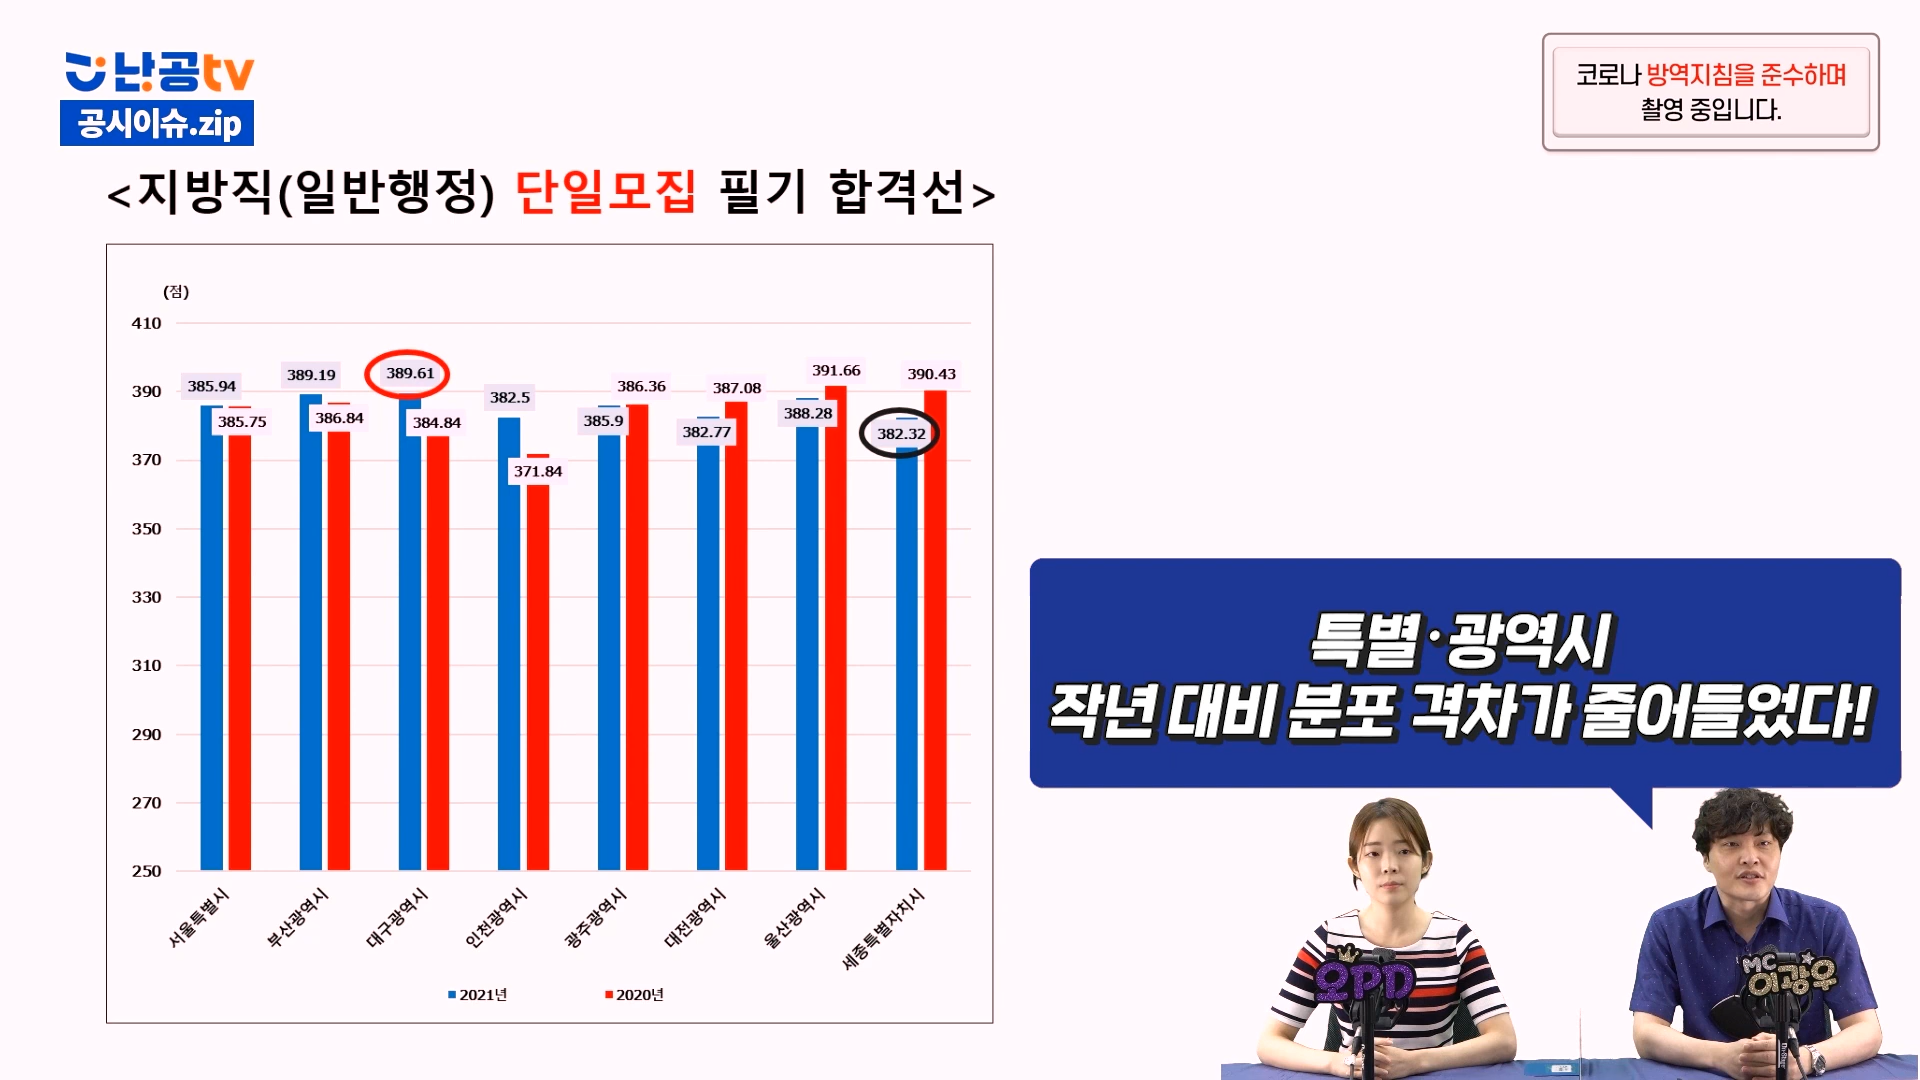 난공tv
공시이슈.zip
코로나 방역지침을 준수하며
촬영 중입니다.
<지방직(일반행정) 단일모집 필기 합격선>
(점)
410
390
370
350
330
310
290
270
250
385.94
385.75
389.19
386.84
389.61
384.84
382.5
371.84
385.9
386.36
382.77
387.08
388.28
391.66
382.32
390.43
서울특별시
부산광역시
대구광역시
인천광역시
광주광역시
대전광역시
울산광역시
세종특별자치시
2021년
2020년
특별·광역시
작년 대비 분포 격차가 줄어들었다!
오PD
MC
이광우